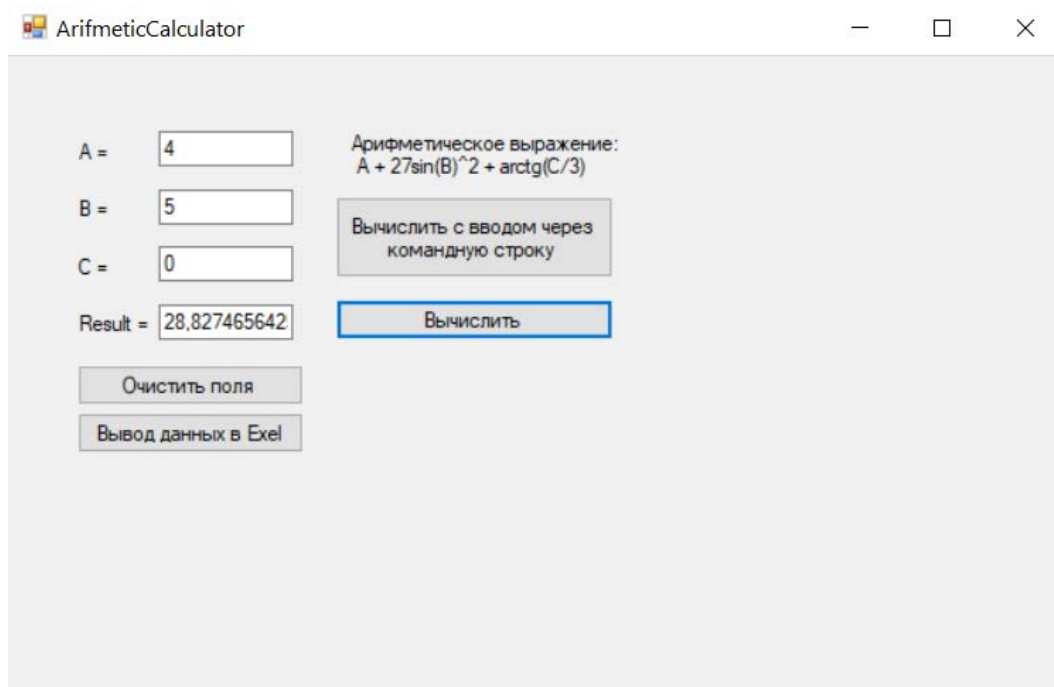 ArifmeticCalculator
A =
4
B =
5
C =
0
Result =
28,827465642
Арифметическое выражение:
A + 27sin(B)^2 + arctg(C/3)
Вычислить с вводом через
командную строку
Вычислить
Очистить поля
Вывод данных в Exel